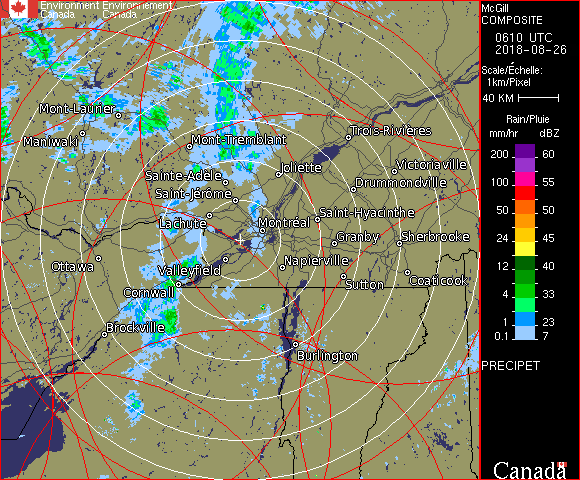 Environment Environnement
Canada Canada
Mont-Laurier
Maniwaki
Mont-Tremblant
Trois-Rivières
Sainte-Adèle
Joliette
Victoriaville
Saint-Jérôme
Drummondville
Lachute
Montréal
Saint-Hyacinthe
Granby
Sherbrooke
Ottawa
Valleyfield
Napierville
Cornwall
Sutton
Coaticook
Brockville
Burlington
McGill
COMPOSITE
0610 UTC
2018-08-26
Scale/Échelle:
1km/Pixel
40 KM
Rain/Pluie
mm/hr dBZ
200 60
150 60
100 55
50 50
24 45
12 40
4 33
1 23
0.1 7
PRECIPET
Canada